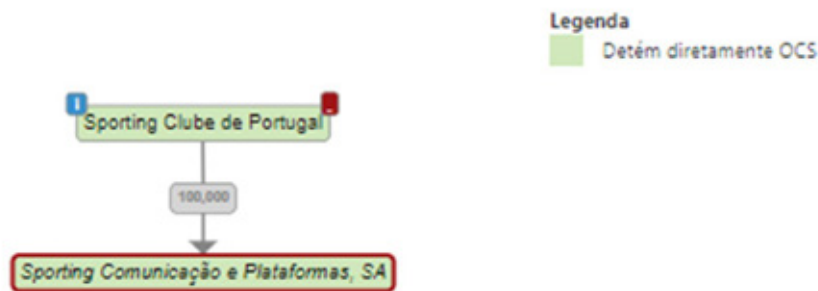 Legenda
Detém diretamente OCS
Sporting Clube de Portugal
100,000
Sporting Comunicação e Plataformas, SA